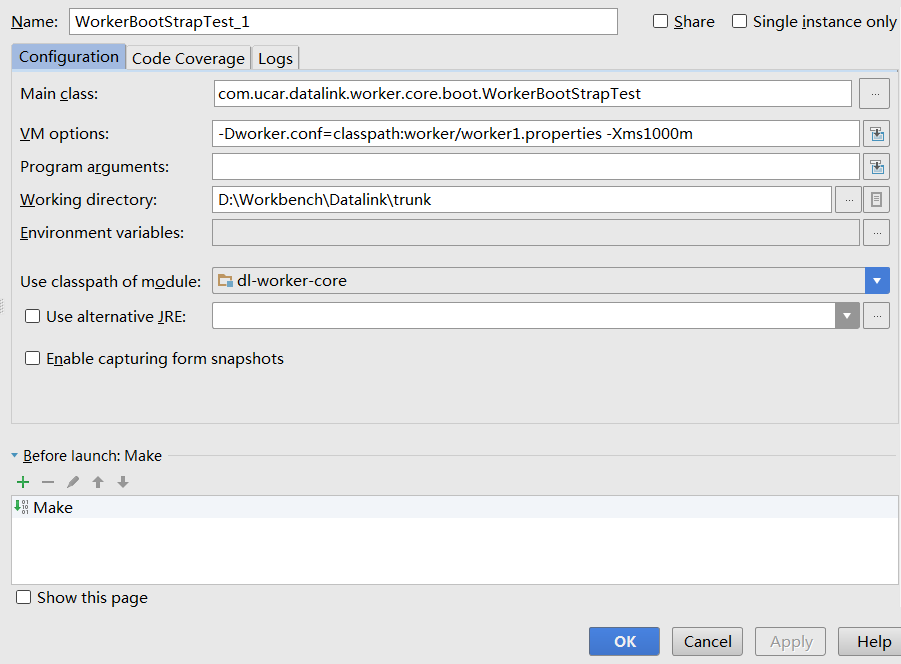 Name: WorkerBootStrapTest_1 Share Single instance only
Configuration Code Coverage Logs
Main class: com.ucar.datalink.worker.core.boot.WorkerBootStrapTest ...
VM options: -Dworker.conf=classpath:worker/worker1.properties -Xms1000m
Program arguments:
Working directory: D:\Workbench\Datalink\trunk ...
Environment variables: ...
Use classpath of module: dl-worker-core
Use alternative JRE: ...
Enable capturing form snapshots
Before launch: Make
Make
Show this page
OK Cancel Apply Help